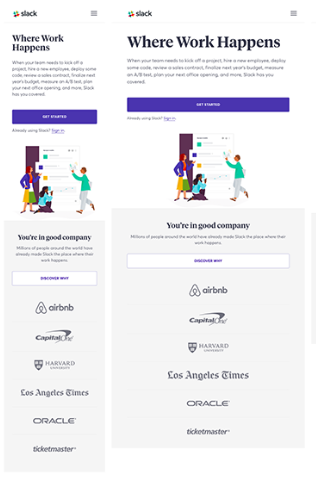 slack
Where Work
Happens
When your team needs to kick off a
project, hire a new employee, deploy
some code, review a sales contract, finalize next
year's budget, measure an A/B test, plan
your next office opening, and more, Slack
has you covered.
GET STARTED
Already using Slack? Sign in.
You're in good company
Millions of people around the world have
already made Slack the place where their
work happens.
DISCOVER WHY
airbnb
Capital One
HARVARD
UNIVERSITY
Los Angeles Times
ORACLE
ticketmaster
slack
Where Work Happens
When your team needs to kick off a project, hire a new employee, deploy
some code, review a sales contract, finalize next year's budget, measure
an A/B test, plan your next office opening, and more, Slack has you
covered.
GET STARTED
Already using Slack? Sign in.
You're in good company
Millions of people around the world have already made Slack the place where their
work happens.
DISCOVER WHY
airbnb
Capital One
HARVARD
UNIVERSITY
Los Angeles Times
ORACLE
ticketmaster